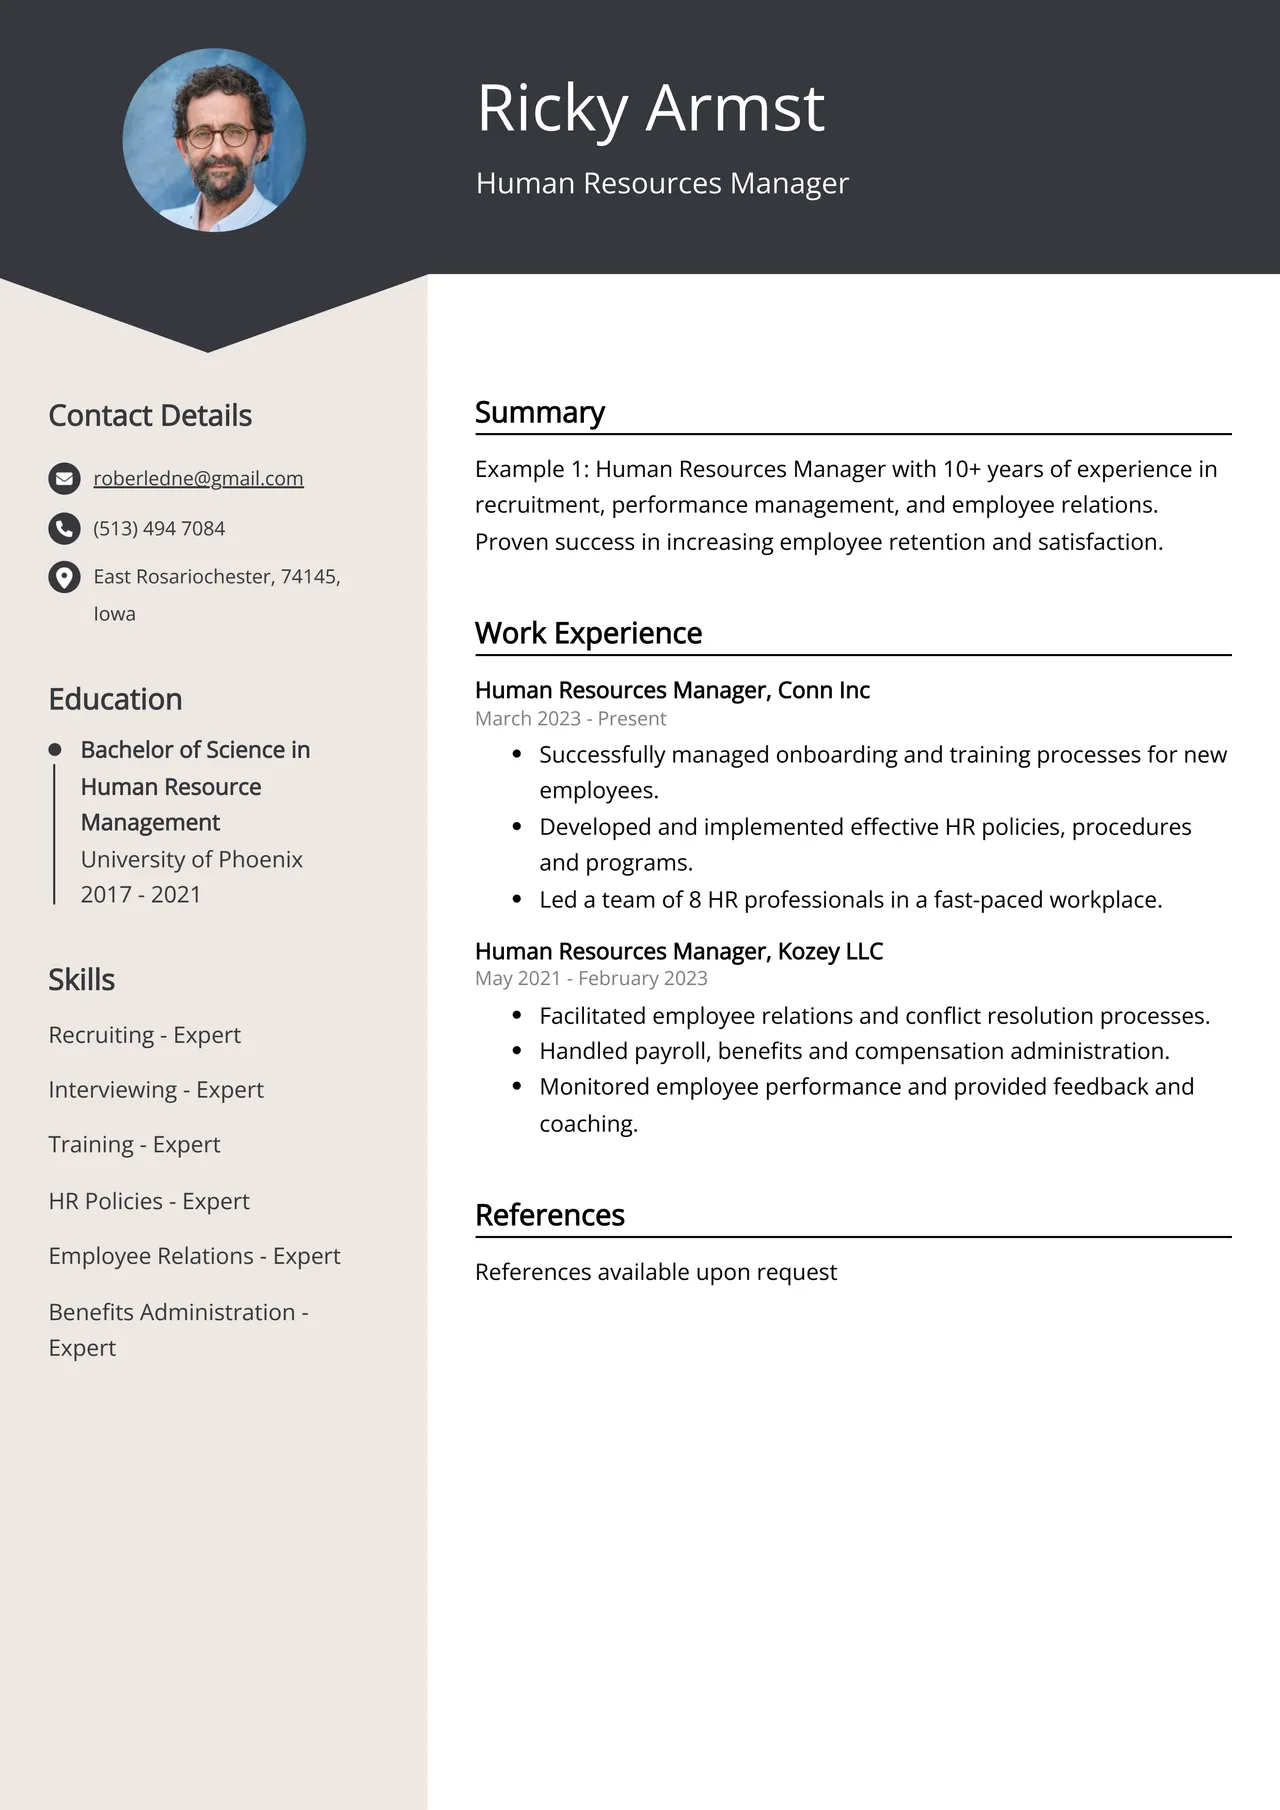 Ricky Armst
Human Resources Manager
Contact Details
roberledne@gmail.com
(513) 494 7084
East Rosariochester, 74145,
Iowa
Education
Bachelor of Science in
Human Resource
Management
University of Phoenix
2017 - 2021
Skills
Recruiting - Expert
Interviewing - Expert
Training - Expert
HR Policies - Expert
Employee Relations - Expert
Benefits Administration -
Expert
Summary
Example 1: Human Resources Manager with 10+ years of experience in
recruitment, performance management, and employee relations.
Proven success in increasing employee retention and satisfaction.
Work Experience
Human Resources Manager, Conn Inc
March 2023 - Present
• Successfully managed onboarding and training processes for new
employees.
• Developed and implemented effective HR policies, procedures
and programs.
• Led a team of 8 HR professionals in a fast-paced workplace.
Human Resources Manager, Kozey LLC
May 2021 - February 2023
• Facilitated employee relations and conflict resolution processes.
• Handled payroll, benefits and compensation administration.
• Monitored employee performance and provided feedback and
coaching.
References
References available upon request